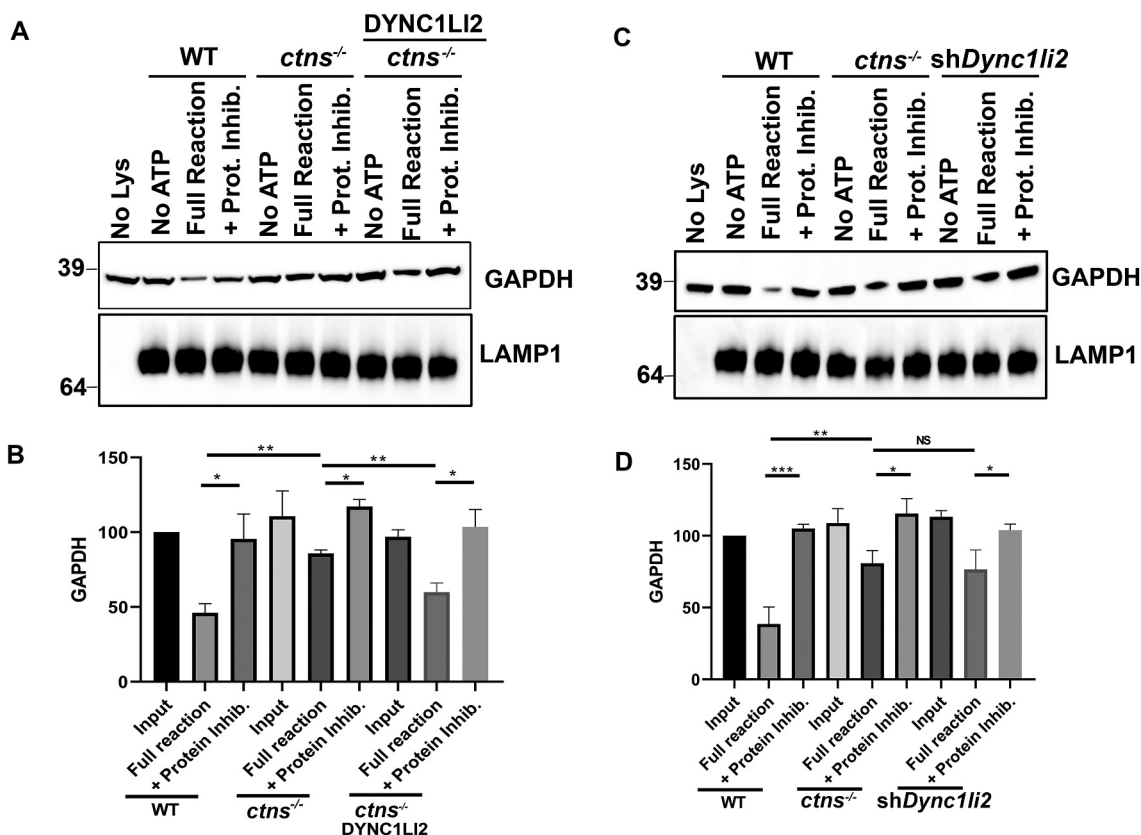 A
DYNC1LI2
WT
ctns-/-
ctns-/-
No Lys
No ATP
Full Reaction
+ Prot. Inhib.
No ATP
Full Reaction
+ Prot. Inhib.
No ATP
Full Reaction
+ Prot. Inhib.
39
GAPDH
LAMP1
64
B
GAPDH
150
100
50
0
**
*
**
*
*
Input
Full reaction
+ Protein Inhib.
Input
Full reaction
+ Protein Inhib.
Input
Full reaction
+ Protein Inhib.
WT
ctns-/-
ctns-/-
DYNC1LI2
C
WT
ctns-/-
shDync1li2
No Lys
No ATP
Full Reaction
+ Prot. Inhib.
No ATP
Full Reaction
+ Prot. Inhib.
No ATP
Full Reaction
+ Prot. Inhib.
39
GAPDH
LAMP1
64
D
GAPDH
150
100
50
0
**
NS
***
*
*
Input
Full reaction
+ Protein Inhib.
Input
Full reaction
+ Protein Inhib.
Input
Full reaction
+ Protein Inhib.
WT
ctns-/-
shDync1li2